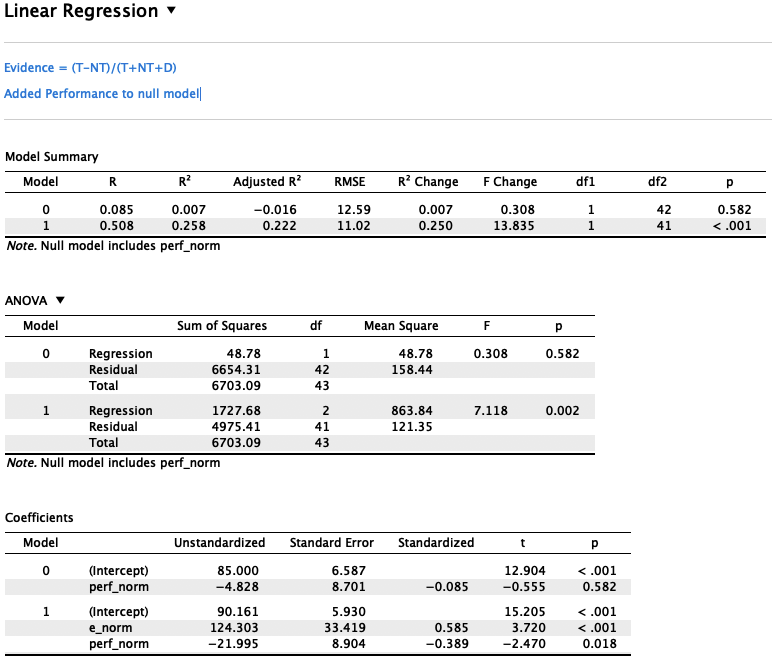 Linear Regression ▼
Evidence = (T-NT)/(T+NT+D)
Added Performance to null model
Model Summary
Model R R² Adjusted R² RMSE R² Change F Change df1 df2 p
0 0.085 0.007 −0.016 12.59 0.007 0.308 1 42 0.582
1 0.508 0.258 0.222 11.02 0.250 13.835 1 41 < .001
Note. Null model includes perf_norm
ANOVA ▼
Model Sum of Squares df Mean Square F p
0 Regression 48.78 1 48.78 0.308 0.582
Residual 6654.31 42 158.44
Total 6703.09 43
1 Regression 1727.68 2 863.84 7.118 0.002
Residual 4975.41 41 121.35
Total 6703.09 43
Note. Null model includes perf_norm
Coefficients
Model Unstandardized Standard Error Standardized t p
0 (Intercept) 85.000 6.587 12.904 < .001
perf_norm −4.828 8.701 −0.085 −0.555 0.582
1 (Intercept) 90.161 5.930 15.205 < .001
e_norm 124.303 33.419 0.585 3.720 < .001
perf_norm −21.995 8.904 −0.389 −2.470 0.018